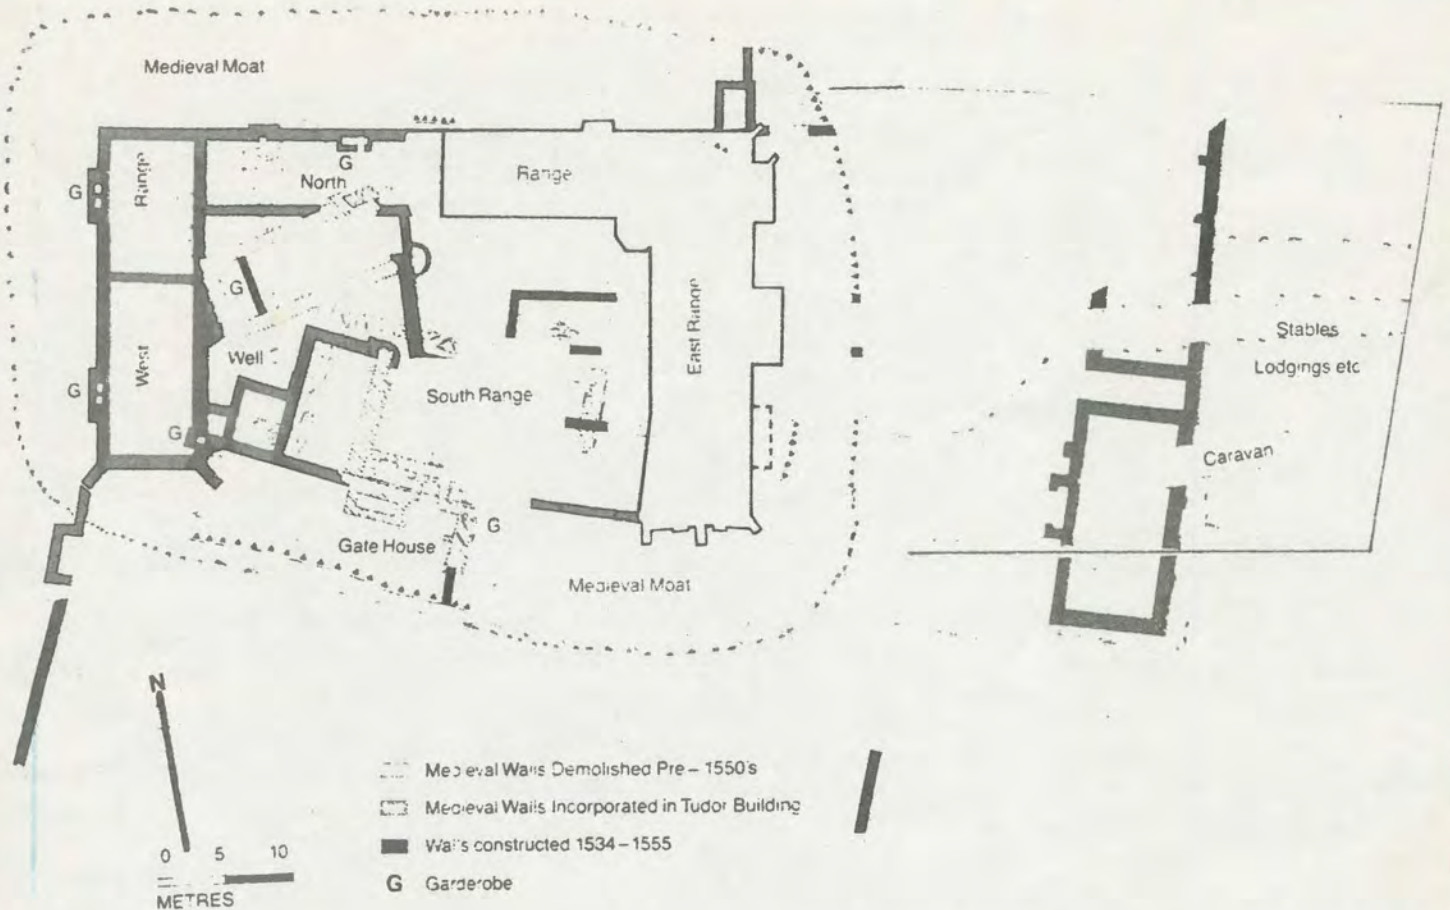 Medieval Moat
G
North
Range
Range
G
G
Well
West
G
G
South Range
East Range
Stables
Lodgings etc
Caravan
G
Gate House
Medieval Moat
N
0 5 10
METRES
Medieval Walls Demolished Pre – 1550's
Medieval Walls Incorporated in Tudor Building
Walls constructed 1534 – 1555
G Garderobe